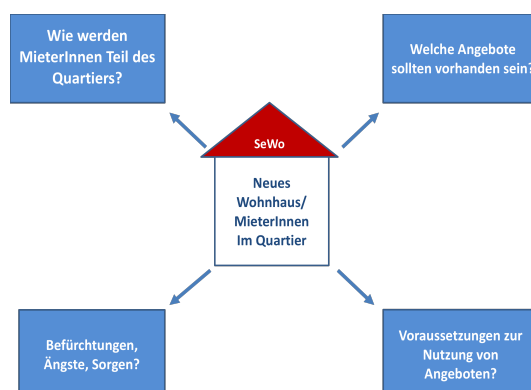 Wie werden
MieterInnen Teil des
Quartiers?
Welche Angebote
sollten vorhanden sein?
SeWo
Neues
Wohnhaus/
MieterInnen
Im Quartier
Befürchtungen,
Ängste, Sorgen?
Voraussetzungen zur
Nutzung von
Angeboten?